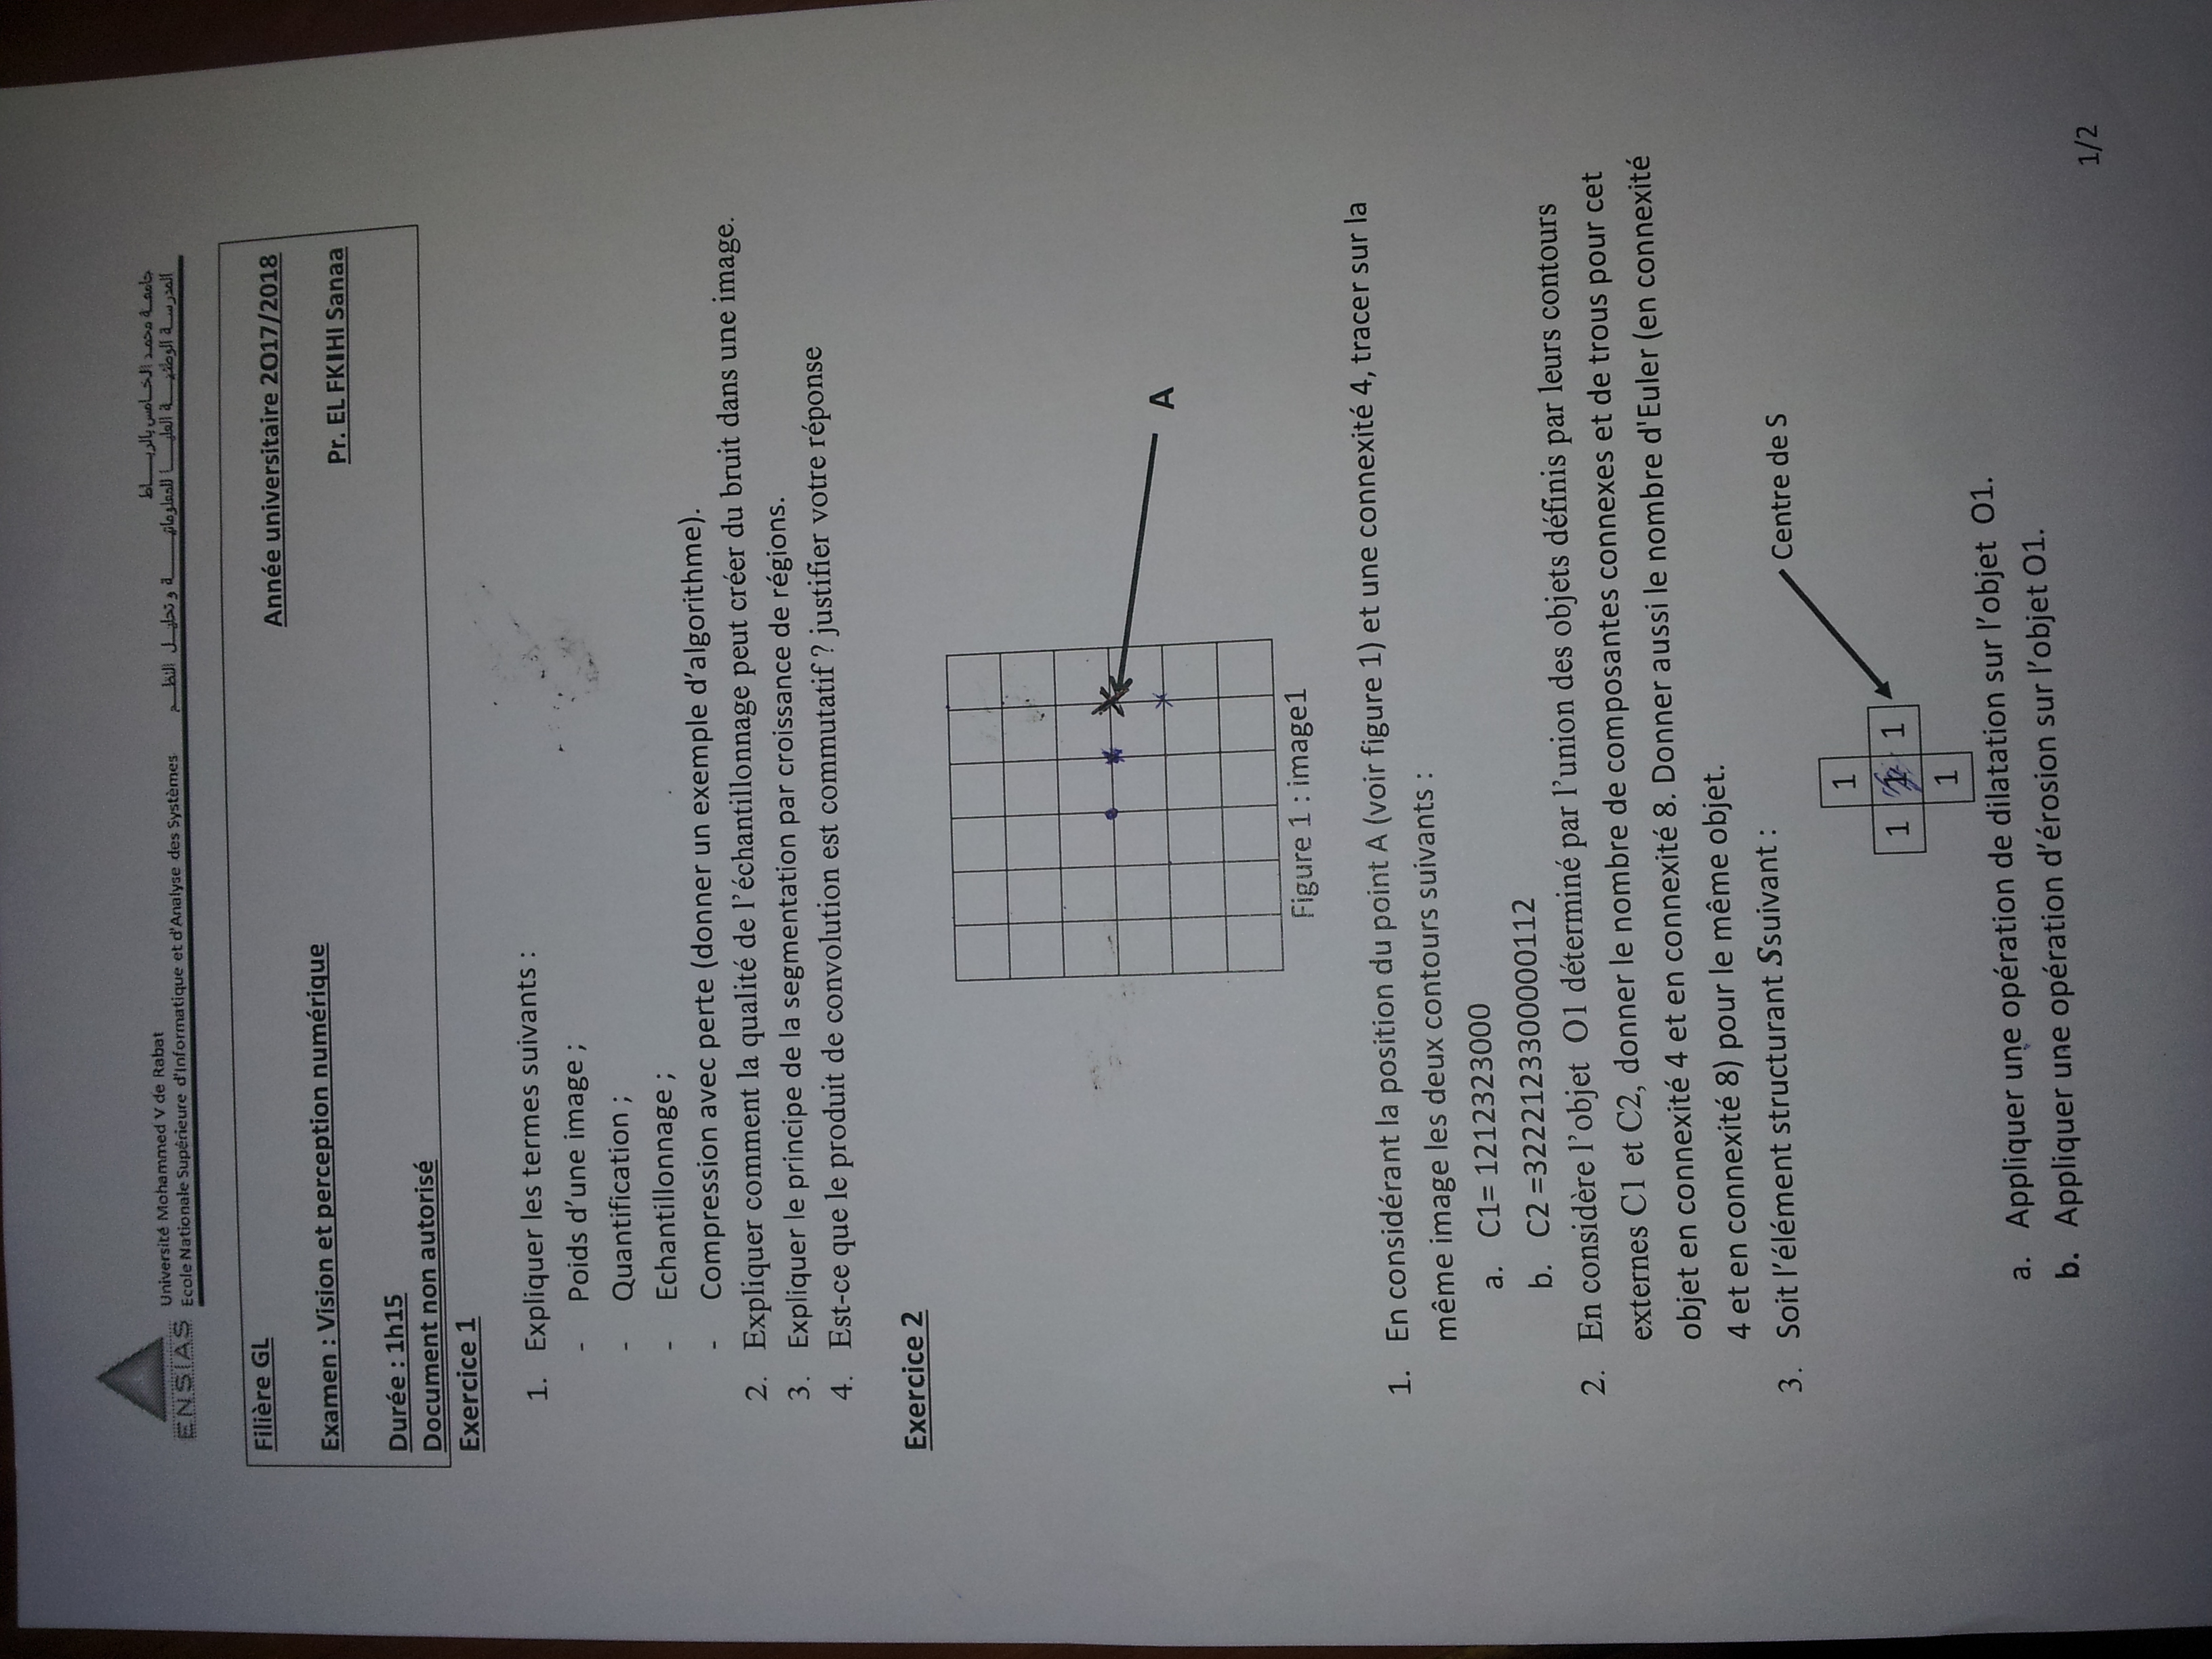 ENSIAS
Université Mohammed V de Rabat
Ecole Nationale Supérieure d'Informatique et d'Analyse des Systèmes
جامعة محمد الخامس بالرباط
المدرسة الوطنية العليا للمعلوماتية و تحليل النظم
Filière GL
Année universitaire 2O17/2018
Examen : Vision et perception numérique
Pr. EL FKIHI Sanaa
Durée : 1h15
Document non autorisé
Exercice 1
1. Expliquer les termes suivants :
- Poids d'une image ;
- Quantification ;
- Echantillonnage ;
- Compression avec perte (donner un exemple d'algorithme).
2. Expliquer comment la qualité de l'échantillonnage peut créer du bruit dans une image.
3. Expliquer le principe de la segmentation par croissance de régions.
4. Est-ce que le produit de convolution est commutatif ? justifier votre réponse
Exercice 2
A
Figure 1 : image1
1. En considérant la position du point A (voir figure 1) et une connexité 4, tracer sur la
même image les deux contours suivants :
a. C1= 1212323000
b. C2 =3222123300000112
2. En considère l'objet O1 déterminé par l'union des objets définis par leurs contours
externes C1 et C2, donner le nombre de composantes connexes et de trous pour cet
objet en connexité 4 et en connexité 8. Donner aussi le nombre d'Euler (en connexité
4 et en connexité 8) pour le même objet.
3. Soit l'élément structurant Ssuivant :
Centre de S
1
1 1 1
1
a. Appliquer une opération de dilatation sur l'objet O1.
b. Appliquer une opération d'érosion sur l'objet O1.
1/2